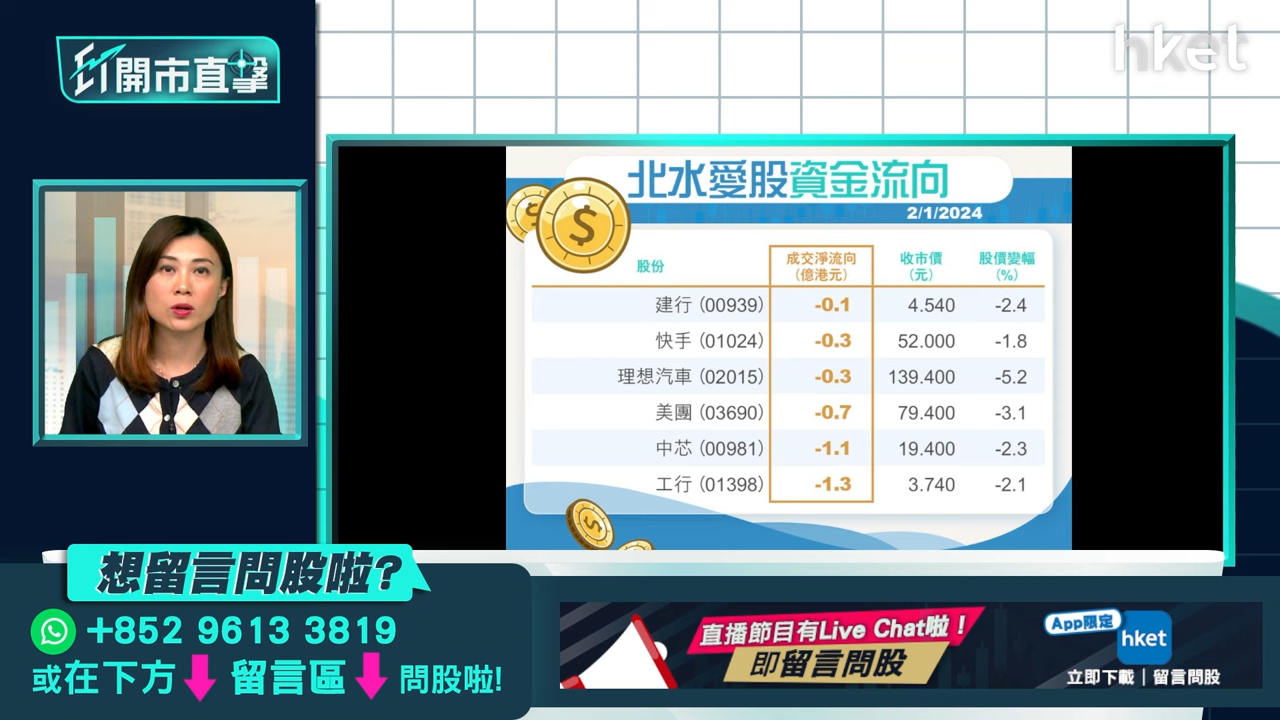 開市直擊
hket
北水愛股資金流向
2/1/2024
股份 成交淨流向 收市價 股價變幅
(億港元) (元) (%)
建行 (00939) -0.1 4.540 -2.4
快手 (01024) -0.3 52.000 -1.8
理想汽車 (02015) -0.3 139.400 -5.2
美團 (03690) -0.7 79.400 -3.1
中芯 (00981) -1.1 19.400 -2.3
工行 (01398) -1.3 3.740 -2.1
想留言問股啦?
+852 9613 3819
或在下方 留言區 問股啦!
直播節目有Live Chat啦!
即留言問股
App限定
hket
立即下載|留言問股